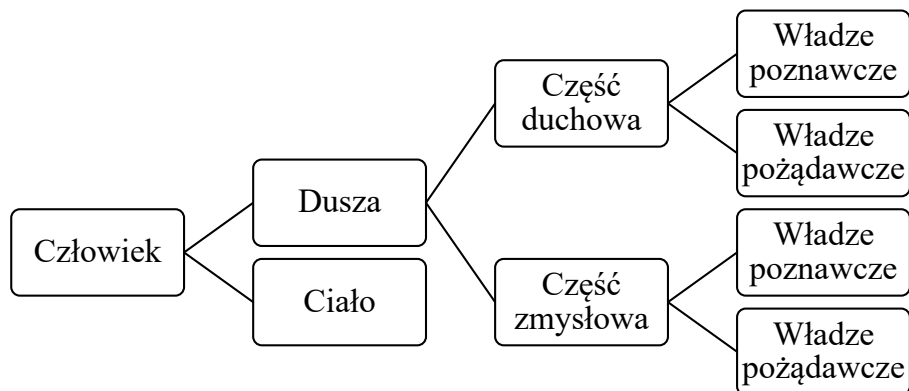 Człowiek
Dusza
Ciało
Część
duchowa
Część
zmysłowa
Władze
poznawcze
Władze
pożądawcze
Władze
poznawcze
Władze
pożądawcze